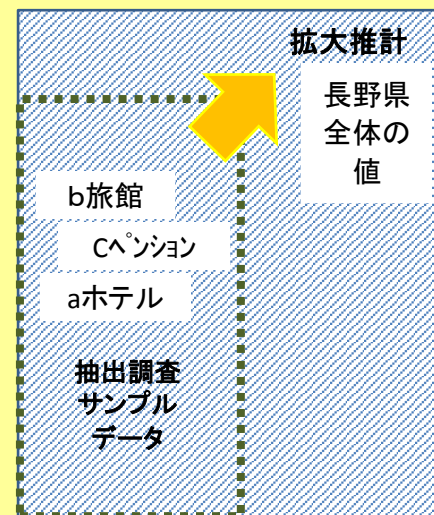 拡大推計
長野県
全体の
値
b旅館
Cペンション
aホテル
抽出調査
サンプル
データ